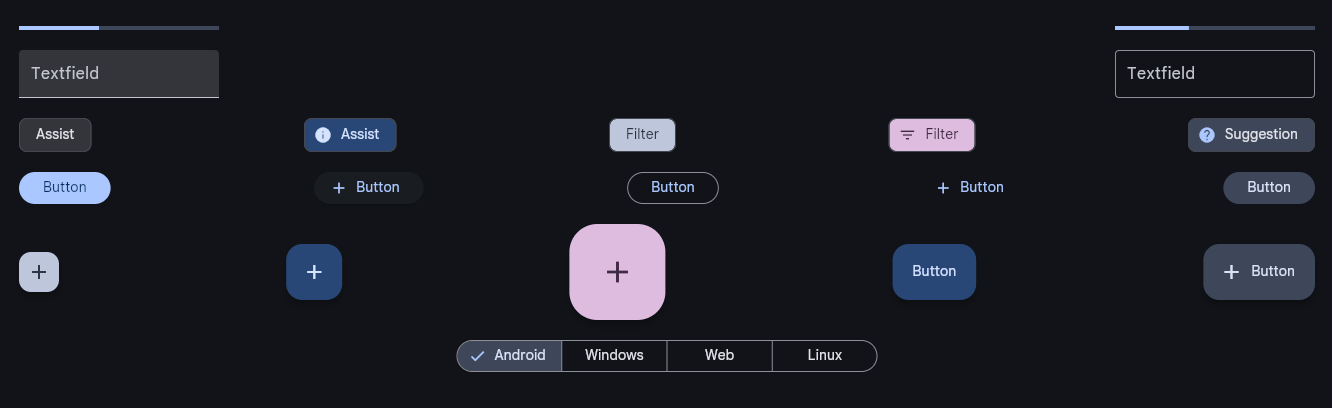 Textfield Textfield
Assist Assist Filter Filter Suggestion
Button Button Button Button Button
Button Button
Android Windows Web Linux